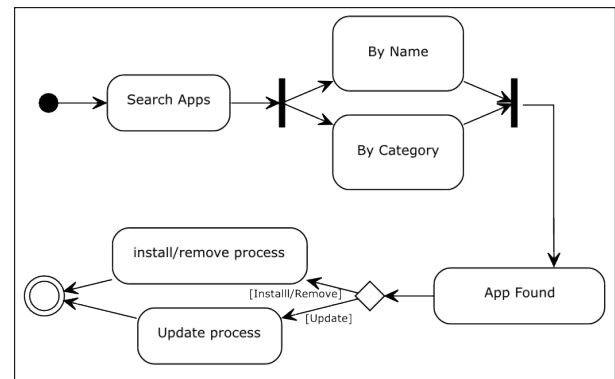 By Name
Search Apps
By Category
install/remove process
[Installl/Remove]
App Found
[Update]
Update process